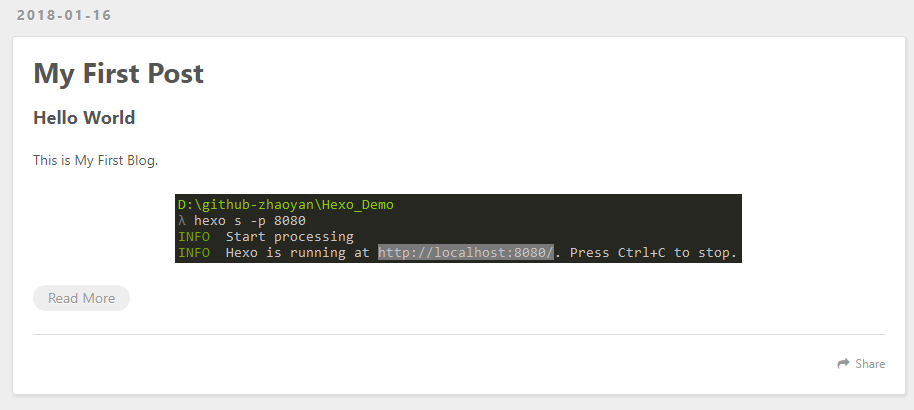 2018-01-16
My First Post
Hello World
This is My First Blog.
D:\github-zhaoyan\Hexo_Demo
λ hexo s -p 8080
INFO  Start processing
INFO  Hexo is running at http://localhost:8080/. Press Ctrl+C to stop.
Read More
Share